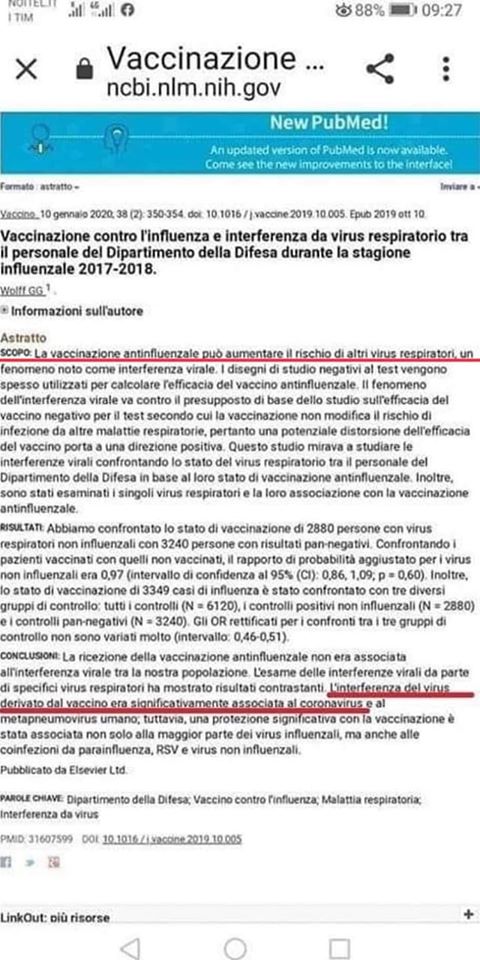 NOITEL.IT
I TIM
4G
88%
09:27
Vaccinazione ...
ncbi.nlm.nih.gov
New PubMed!
An updated version of PubMed is now available.
Come see the new improvements to the interface!
Formato : astratto
Inviare a
Vaccino. 10 gennaio 2020; 38 (2): 350-354. doi: 10.1016 / j.vaccine.2019.10.005. Epub 2019 ott 10.
Vaccinazione contro l'influenza e interferenza da virus respiratorio tra
il personale del Dipartimento della Difesa durante la stagione
influenzale 2017-2018.
Wolff GG 1 .
Informazioni sull'autore
Astratto
SCOPO: La vaccinazione antinfluenzale può aumentare il rischio di altri virus respiratori, un
fenomeno noto come interferenza virale. I disegni di studio negativi al test vengono
spesso utilizzati per calcolare l'efficacia del vaccino antinfluenzale. Il fenomeno
dell'interferenza virale va contro il presupposto di base dello studio sull'efficacia del
vaccino negativo per il test secondo cui la vaccinazione non modifica il rischio di
infezione da altre malattie respiratorie, pertanto una potenziale distorsione dell'efficacia
del vaccino porta a una direzione positiva. Questo studio mirava a studiare le
interferenze virali confrontando lo stato del virus respiratorio tra il personale del
Dipartimento della Difesa in base al loro stato di vaccinazione antinfluenzale. Inoltre,
sono stati esaminati i singoli virus respiratori e la loro associazione con la vaccinazione
antinfluenzale.
RISULTATI: Abbiamo confrontato lo stato di vaccinazione di 2880 persone con virus
respiratori non influenzali con 3240 persone con risultati pan-negativi. Confrontando i
pazienti vaccinati con quelli non vaccinati, il rapporto di probabilità aggiustato per i virus
non influenzali era 0,97 (intervallo di confidenza al 95% (CI): 0,86, 1,09; p = 0,60). Inoltre,
lo stato di vaccinazione di 3349 casi di influenza è stato confrontato con tre diversi
gruppi di controllo: tutti i controlli (N = 6120), i controlli positivi non influenzali (N = 2880)
e i controlli pan-negativi (N = 3240). Gli OR rettificati per i confronti tra i tre gruppi di
controllo non sono variati molto (intervallo: 0,46-0,51).
CONCLUSIONI: La ricezione della vaccinazione antinfluenzale non era associata
all'interferenza virale tra la nostra popolazione. L'esame delle interferenze virali da parte
di specifici virus respiratori ha mostrato risultati contrastanti. L'interferenza del virus
derivato dal vaccino era significativamente associata al coronavirus e al
metapneumovirus umano; tuttavia, una protezione significativa con la vaccinazione è
stata associata non solo alla maggior parte dei virus influenzali, ma anche alle
coinfezioni da parainfluenza, RSV e virus non influenzali.
Pubblicato da Elsevier Ltd.
PAROLE CHIAVE: Dipartimento della Difesa; Vaccino contro l'influenza; Malattia respiratoria;
Interferenza da virus
PMID: 31607599 DOI: 10.1016 / j.vaccine.2019.10.005
LinkOut: più risorse